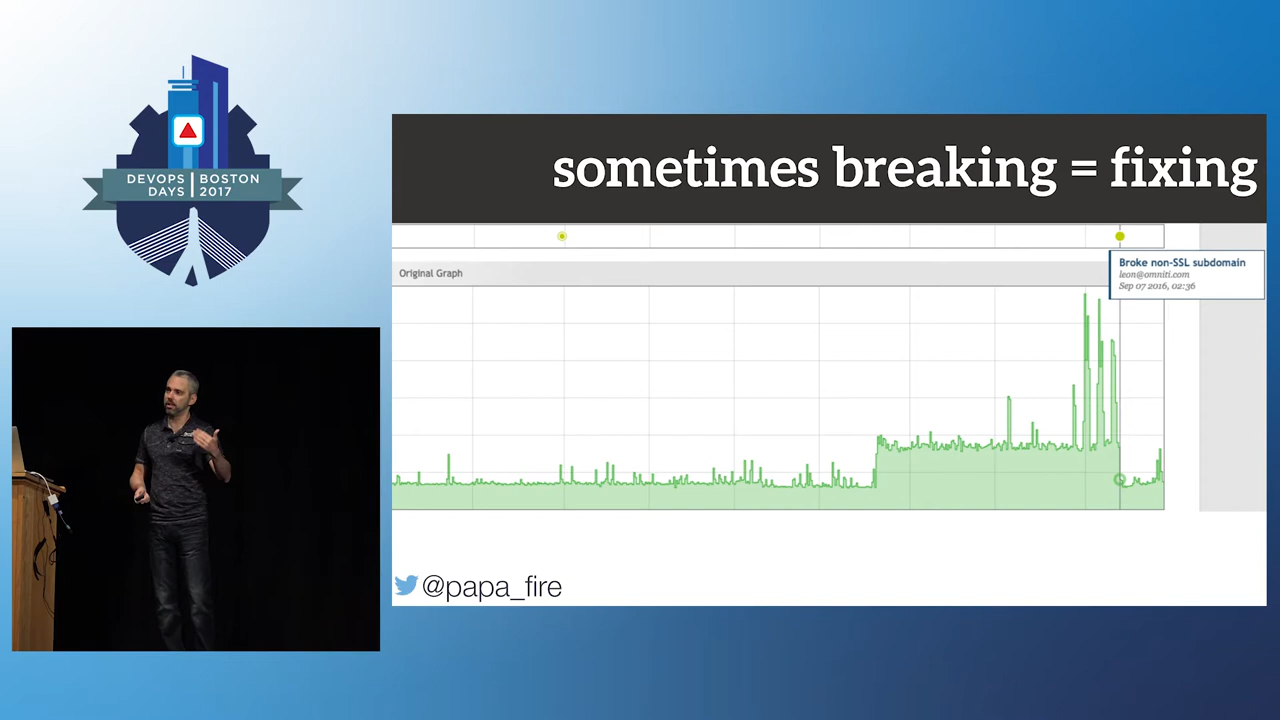 DEVOPS BOSTON
DAYS 2017
sometimes breaking = fixing
Broke non-SSL subdomain
leon@omniti.com
Sep 07 2016, 02:36
Original Graph
@papa_fire